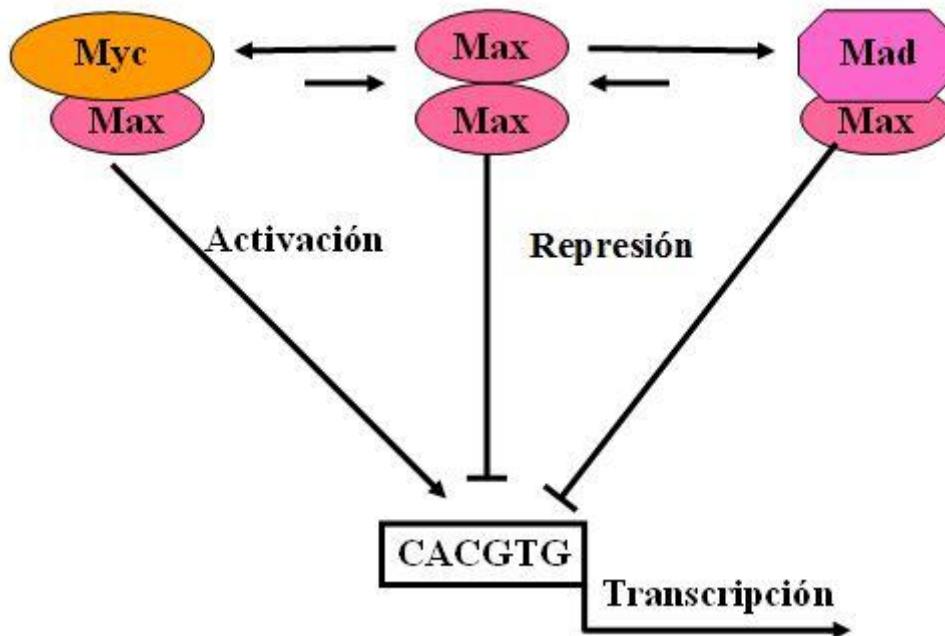 Myc
Max
Mad
Max
Max
Max
Activación
Represión
CACGTG
Transcripción